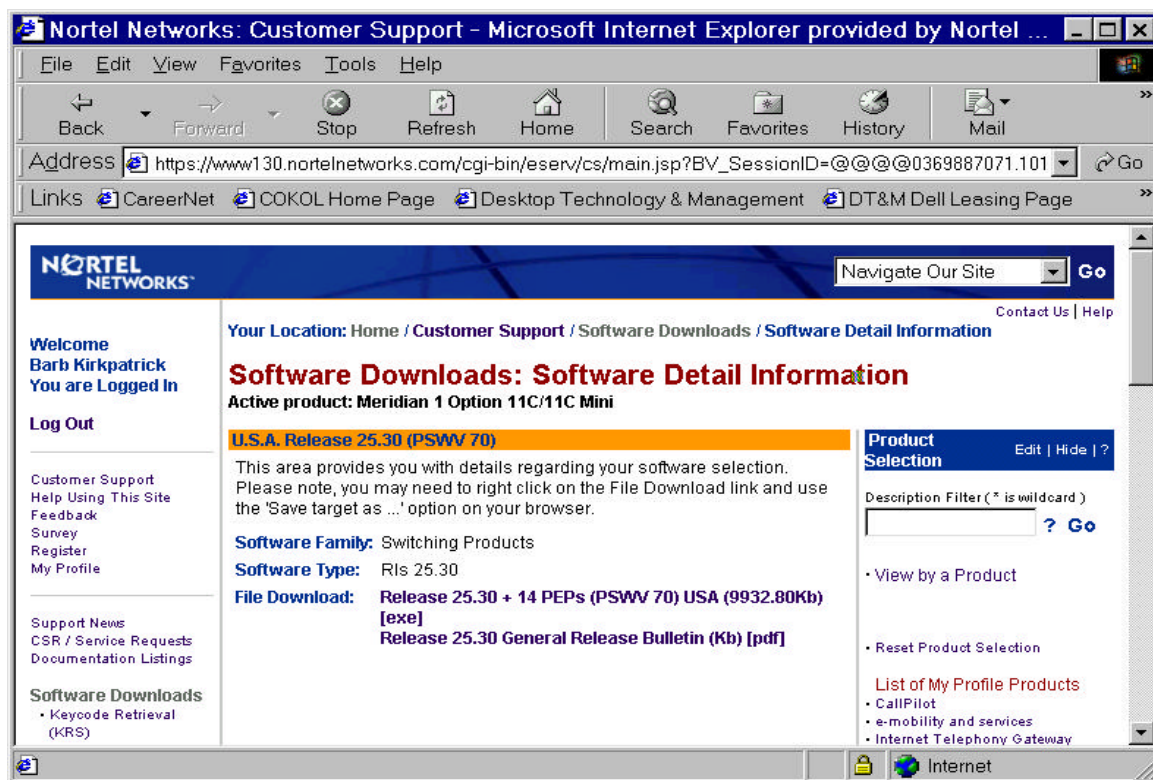 Nortel Networks: Customer Support - Microsoft Internet Explorer provided by Nortel ...
File Edit View Favorites Tools Help
Back Forward Stop Refresh Home Search Favorites History Mail
Address https://www130.nortelnetworks.com/cgi-bin/eserv/cs/main.jsp?BV_SessionID=@@@@0369887071.101 Go
Links CareerNet COKOL Home Page Desktop Technology & Management DT&M Dell Leasing Page
NORTEL
NETWORKS
Navigate Our Site Go
Contact Us | Help
Welcome
Barb Kirkpatrick
You are Logged In
Log Out
Customer Support
Help Using This Site
Feedback
Survey
Register
My Profile
Support News
CSR / Service Requests
Documentation Listings
Software Downloads
• Keycode Retrieval
(KRS)
Your Location: Home / Customer Support / Software Downloads / Software Detail Information
Software Downloads: Software Detail Information
Active product: Meridian 1 Option 11C/11C Mini
U.S.A. Release 25.30 (PSWV 70)
This area provides you with details regarding your software selection.
Please note, you may need to right click on the File Download link and use
the 'Save target as ...' option on your browser.
Software Family: Switching Products
Software Type: Rls 25.30
File Download: Release 25.30 + 14 PEPs (PSWV 70) USA (9932.80Kb)
[exe]
Release 25.30 General Release Bulletin (Kb) [pdf]
Product
Selection
Edit | Hide | ?
Description Filter ( * is wildcard )
? Go
• View by a Product
• Reset Product Selection
List of My Profile Products
• CallPilot
• e-mobility and services
• Internet Telephony Gateway
Internet